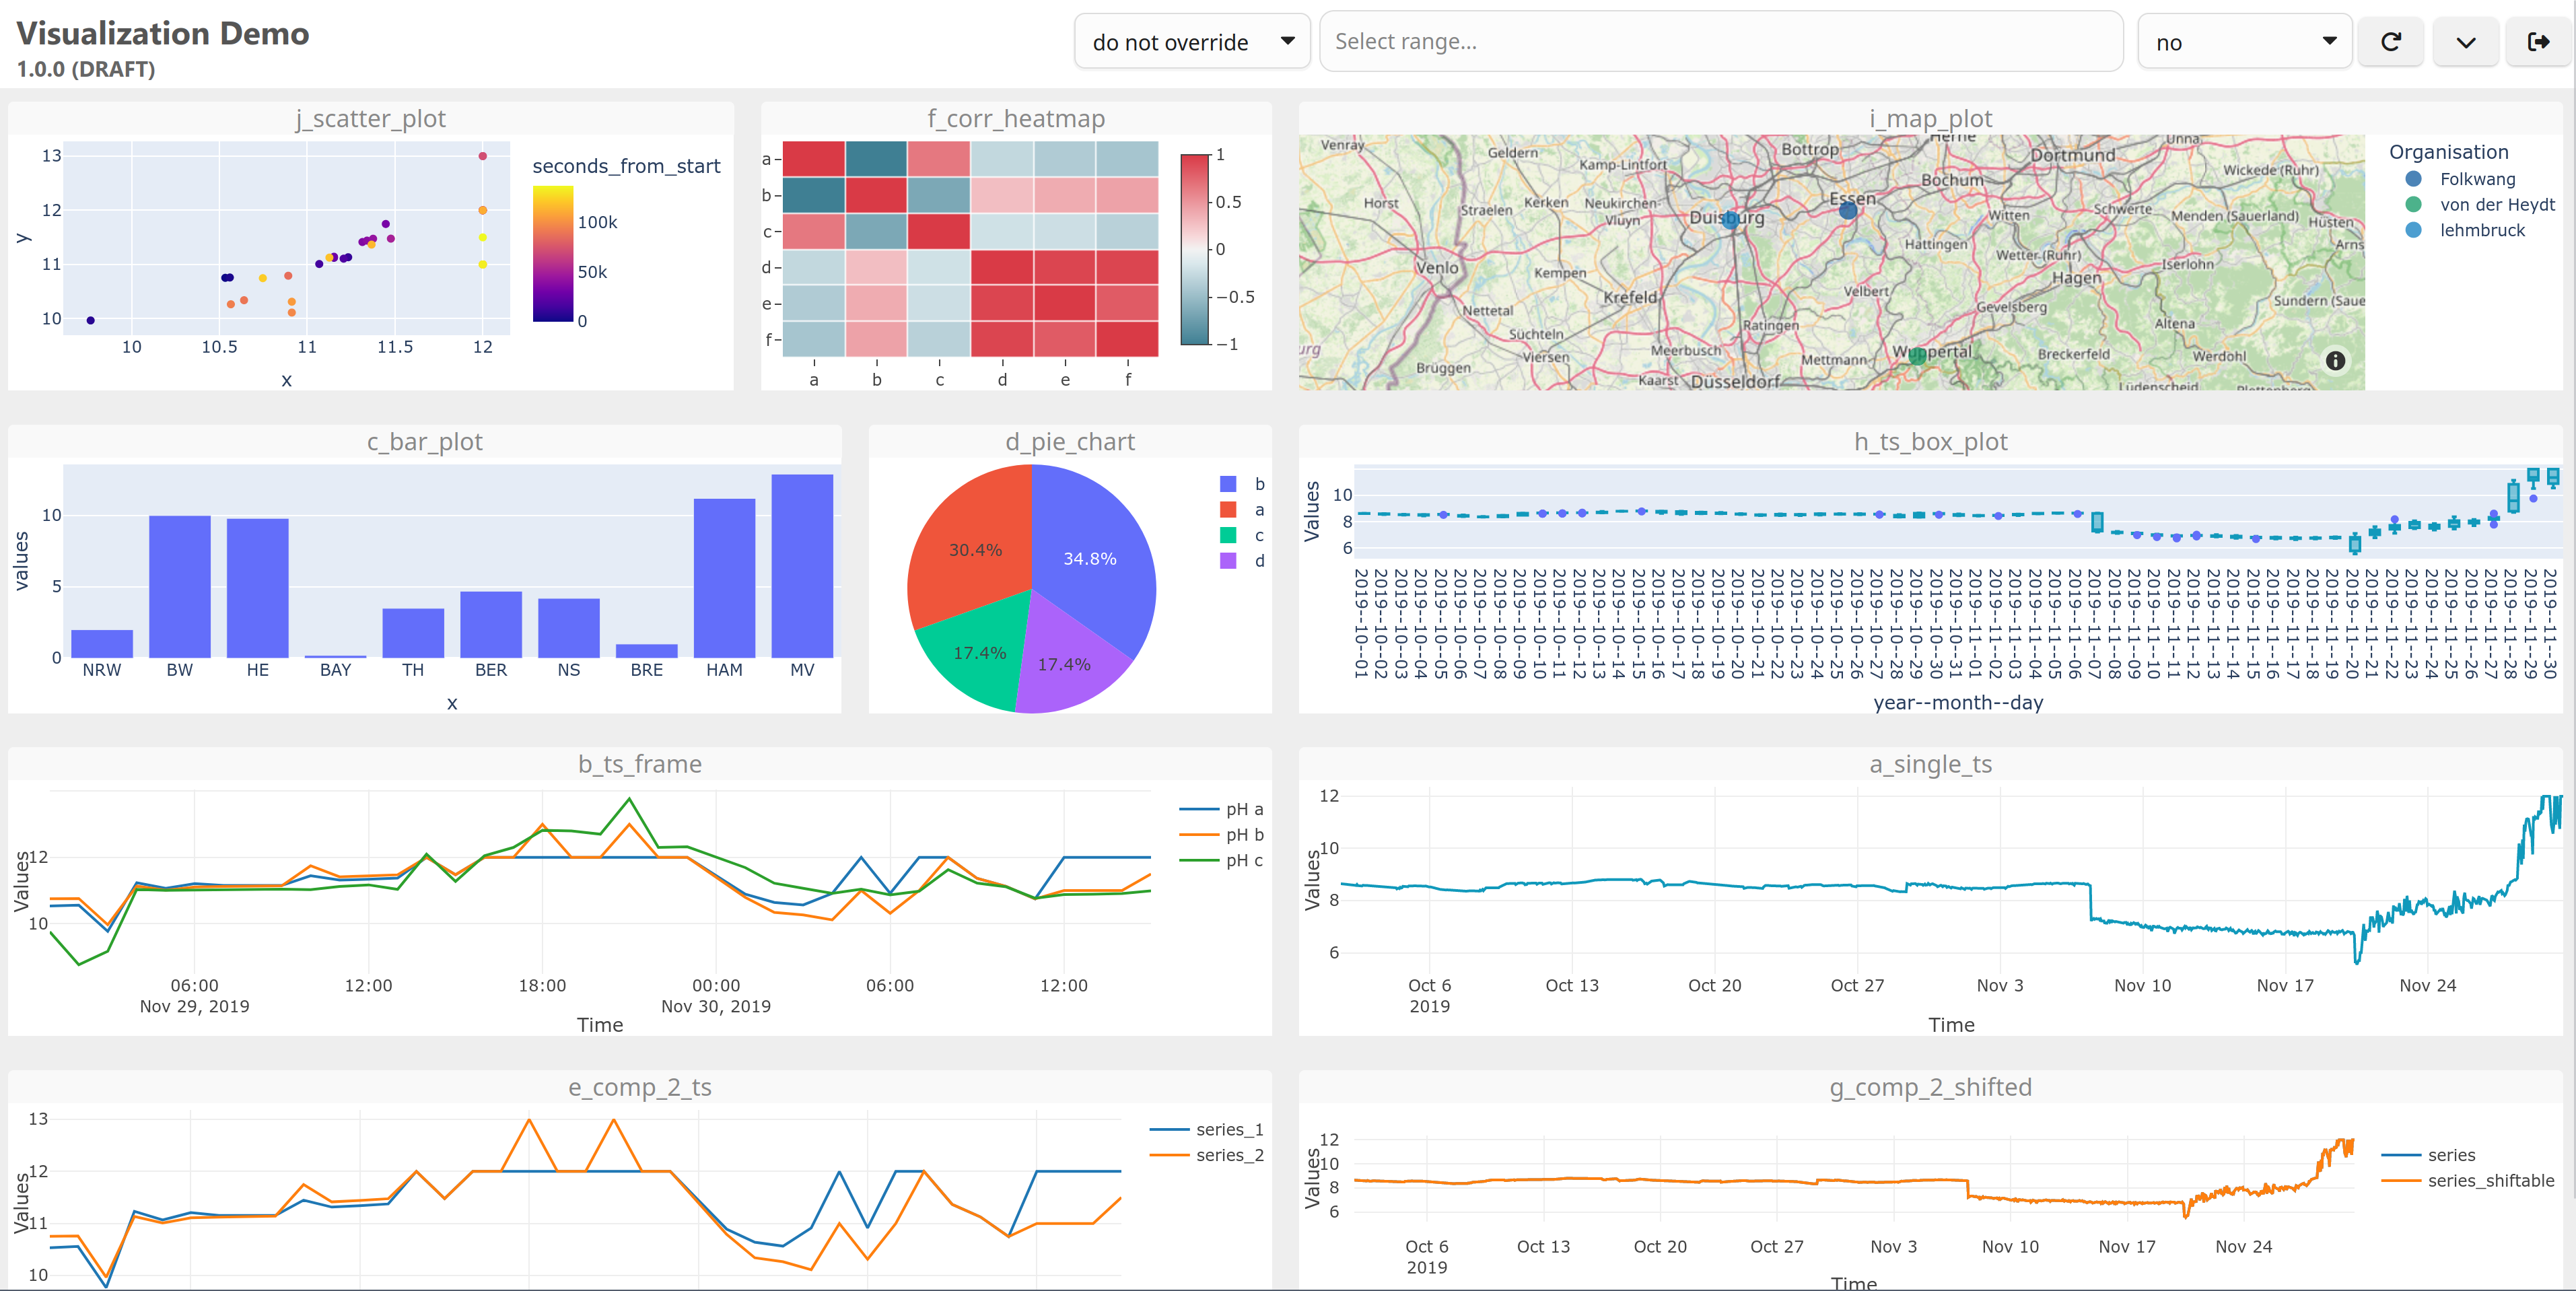 Visualization Demo
1.0.0 (DRAFT)
do not override
Select range...
no
j_scatter_plot
13
12
11
10
y
10 10.5 11 11.5 12
x
seconds_from_start
100k
50k
0
f_corr_heatmap
a
b
c
d
e
f
a b c d e f
1
0.5
0
−0.5
−1
i_map_plot
Venray
Geldern
Kamp-Lintfort
Bottrop
Herne
Dortmund
Unna
Wickede (Ruhr)
Horst
Straelen
Kerken
Neukirchen-
Vluyn
Duisburg
Essen
Bochum
Witten
Schwerte
Menden (Sauerland)
Hüsten
Arns
Hattingen
Wetter (Ruhr)
Iserlohn
Venlo
Kempen
Hagen
Krefeld
Velbert
Gevelsberg
Sundern (Saue
Nettetal
Ratingen
Altena
Süchteln
urg
Viersen
Meerbusch
Mettmann
Wuppertal
Breckerfeld
Werdohl
Brüggen
Kaarst
Düsseldorf
Lüdenscheid
Plettenberg
Organisation
Folkwang
von der Heydt
lehmbruck
c_bar_plot
values
10
5
0
NRW BW HE BAY TH BER NS BRE HAM MV
x
d_pie_chart
30.4%
34.8%
17.4%
17.4%
b
a
c
d
h_ts_box_plot
Values
10
8
6
2019--10--01
2019--10--02
2019--10--03
2019--10--04
2019--10--05
2019--10--06
2019--10--07
2019--10--08
2019--10--09
2019--10--10
2019--10--11
2019--10--12
2019--10--13
2019--10--14
2019--10--15
2019--10--16
2019--10--17
2019--10--18
2019--10--19
2019--10--20
2019--10--21
2019--10--22
2019--10--23
2019--10--24
2019--10--25
2019--10--26
2019--10--27
2019--10--28
2019--10--29
2019--10--30
2019--10--31
2019--11--01
2019--11--02
2019--11--03
2019--11--04
2019--11--05
2019--11--06
2019--11--07
2019--11--08
2019--11--09
2019--11--10
2019--11--11
2019--11--12
2019--11--13
2019--11--14
2019--11--15
2019--11--16
2019--11--17
2019--11--18
2019--11--19
2019--11--20
2019--11--21
2019--11--22
2019--11--23
2019--11--24
2019--11--25
2019--11--26
2019--11--27
2019--11--28
2019--11--29
2019--11--30
year--month--day
b_ts_frame
Values
12
10
06:00 12:00 18:00 00:00 06:00 12:00
Nov 29, 2019 Nov 30, 2019
Time
pH a
pH b
pH c
a_single_ts
Values
12
10
8
6
Oct 6 Oct 13 Oct 20 Oct 27 Nov 3 Nov 10 Nov 17 Nov 24
2019
Time
e_comp_2_ts
Values
13
12
11
10
series_1
series_2
g_comp_2_shifted
Values
12
10
8
6
Oct 6 Oct 13 Oct 20 Oct 27 Nov 3 Nov 10 Nov 17 Nov 24
2019
Time
series
series_shiftable